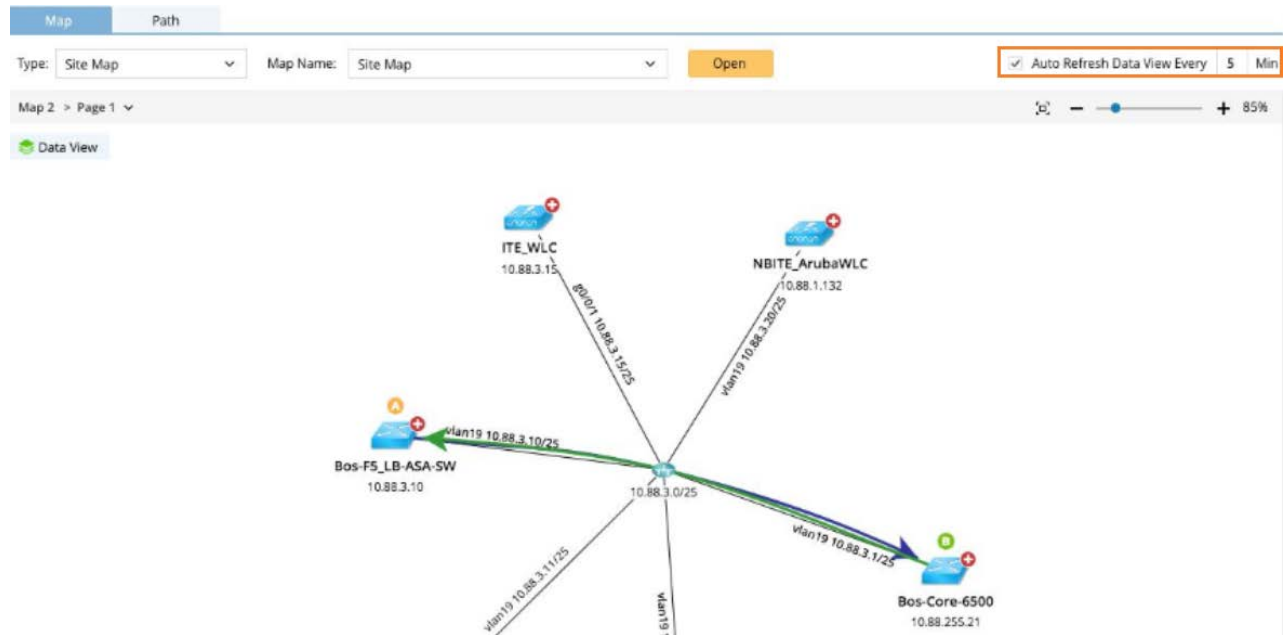 Map Path
Type: Site Map Map Name: Site Map Open Auto Refresh Data View Every 5 Min
Map 2 > Page 1 85%
Data View
ITE_WLC
10.88.3.15
NBITE_ArubaWLC
10.88.1.132
g0/0/1 10.88.3.15/25
vlan19 10.88.3.20/25
A
vlan19 10.88.3.10/25
Bos-F5_LB-ASA-SW
10.88.3.10
10.88.3.0/25
vlan19 10.88.3.1/25
B
Bos-Core-6500
10.88.255.21
vlan19 10.88.3.11/25
vlan19